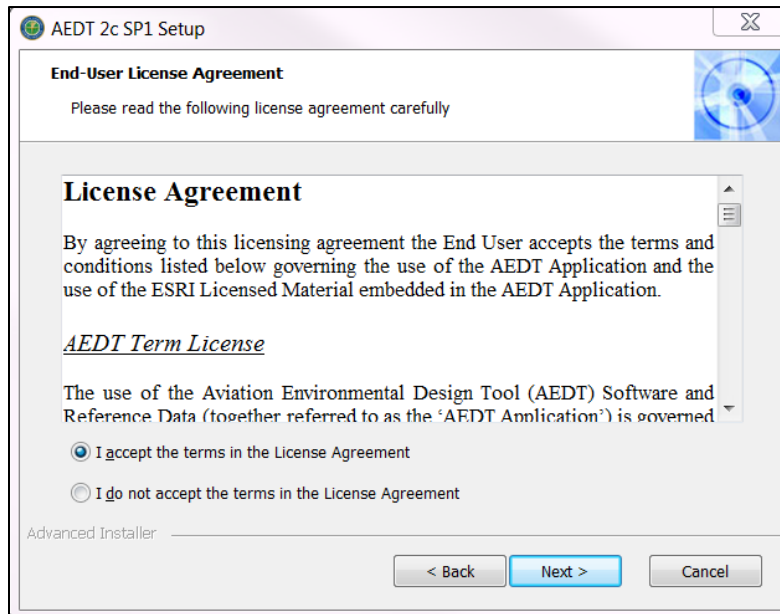 AEDT 2c SP1 Setup
End-User License Agreement
Please read the following license agreement carefully
License Agreement
By agreeing to this licensing agreement the End User accepts the terms and
conditions listed below governing the use of the AEDT Application and the
use of the ESRI Licensed Material embedded in the AEDT Application.
AEDT Term License
The use of the Aviation Environmental Design Tool (AEDT) Software and
Reference Data (together referred to as the ‘AEDT Application’) is governed
I accept the terms in the License Agreement
I do not accept the terms in the License Agreement
Advanced Installer
< Back Next > Cancel